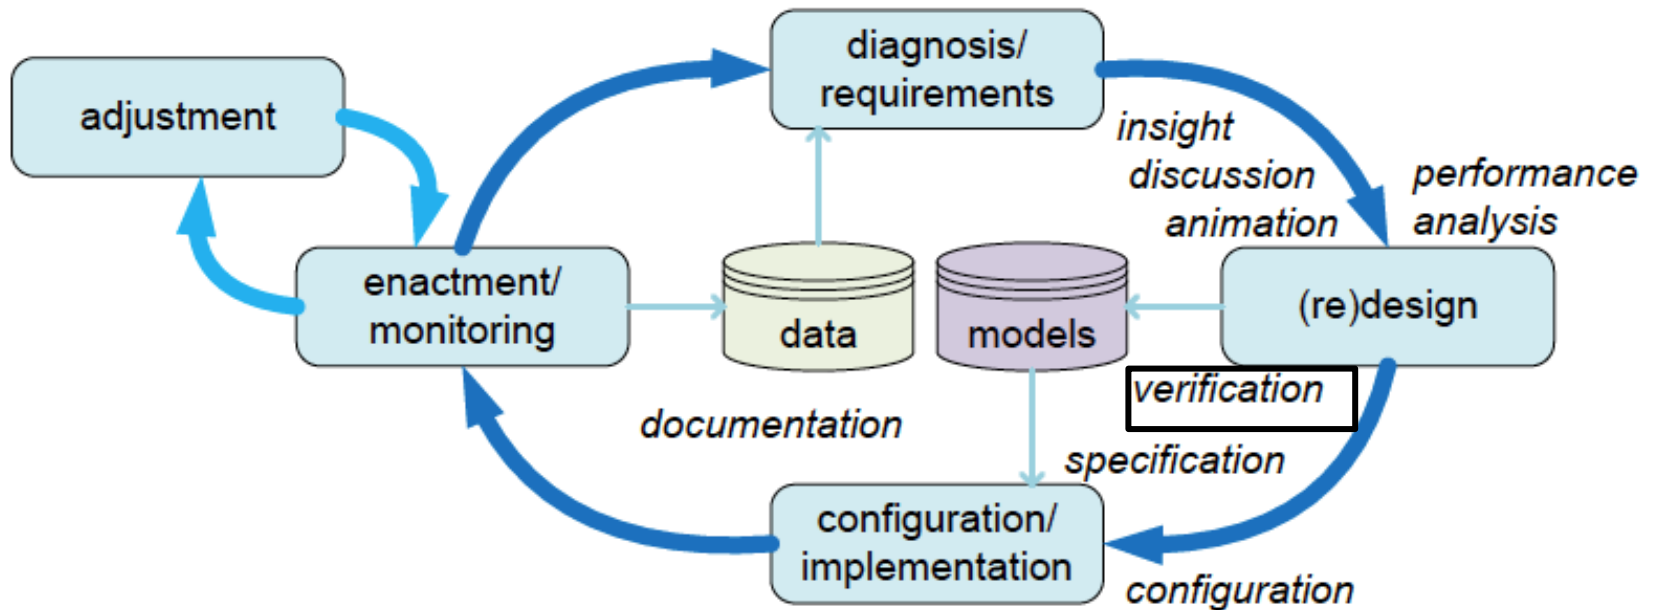 diagnosis/
requirements
adjustment
insight
discussion
animation
performance
analysis
enactment/
monitoring
data
models
(re)design
verification
documentation
specification
configuration/
implementation
configuration